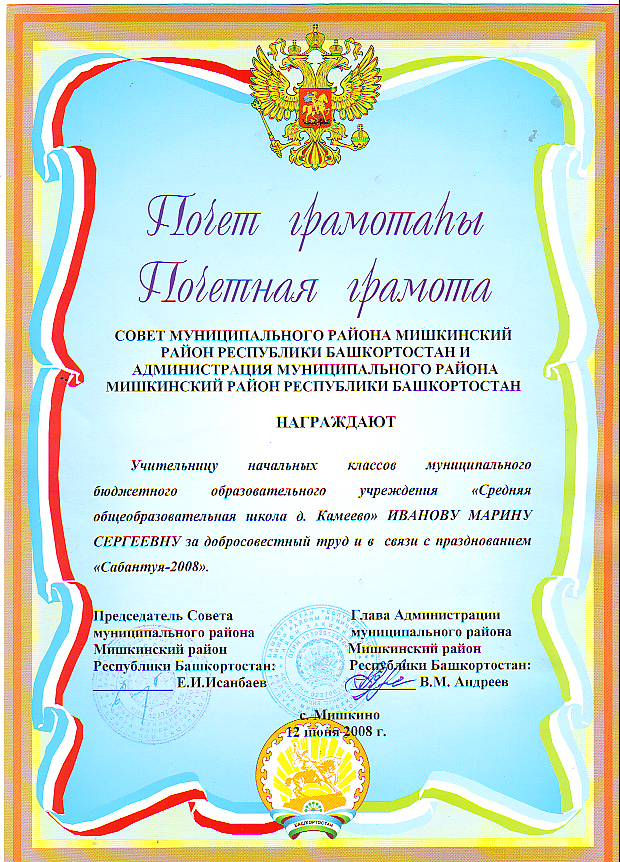 Почет грамотаһы
Почетная грамота
СОВЕТ МУНИЦИПАЛЬНОГО РАЙОНА МИШКИНСКИЙ
РАЙОН РЕСПУБЛИКИ БАШКОРТОСТАН И
АДМИНИСТРАЦИЯ МУНИЦИПАЛЬНОГО РАЙОНА
МИШКИНСКИЙ РАЙОН РЕСПУБЛИКИ БАШКОРТОСТАН
НАГРАЖДАЮТ
Учительницу начальных классов муниципального
бюджетного образовательного учреждения «Средняя
общеобразовательная школа д. Камеево» ИВАНОВУ МАРИНУ
СЕРГЕЕВНУ за добросовестный труд и в связи с празднованием
«Сабантуя-2008».
Председатель Совета Глава Администрации
муниципального района муниципального района
Мишкинский район Мишкинский район
Республики Башкортостан: Республики Башкортостан:
Е.И.Исанбаев В.М. Андреев
с. Мишкино
12 июня 2008 г.
БАШКОРТОСТАН